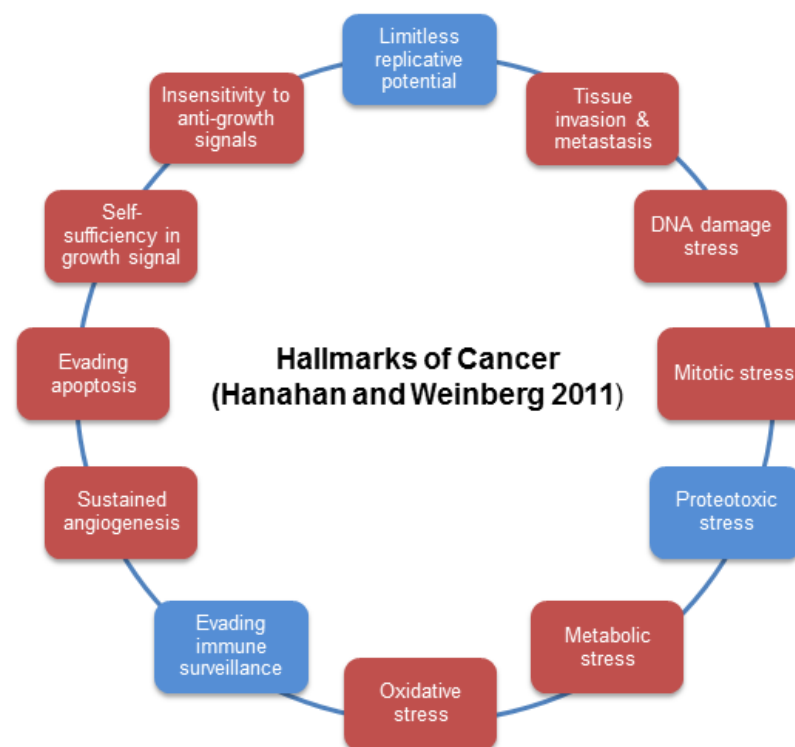 Limitless
replicative
potential
Tissue
invasion &
metastasis
DNA damage
stress
Mitotic stress
Proteotoxic
stress
Metabolic
stress
Oxidative
stress
Evading
immune
surveillance
Sustained
angiogenesis
Evading
apoptosis
Self-
sufficiency in
growth signal
Insensitivity to
anti-growth
signals
Hallmarks of Cancer
(Hanahan and Weinberg 2011)